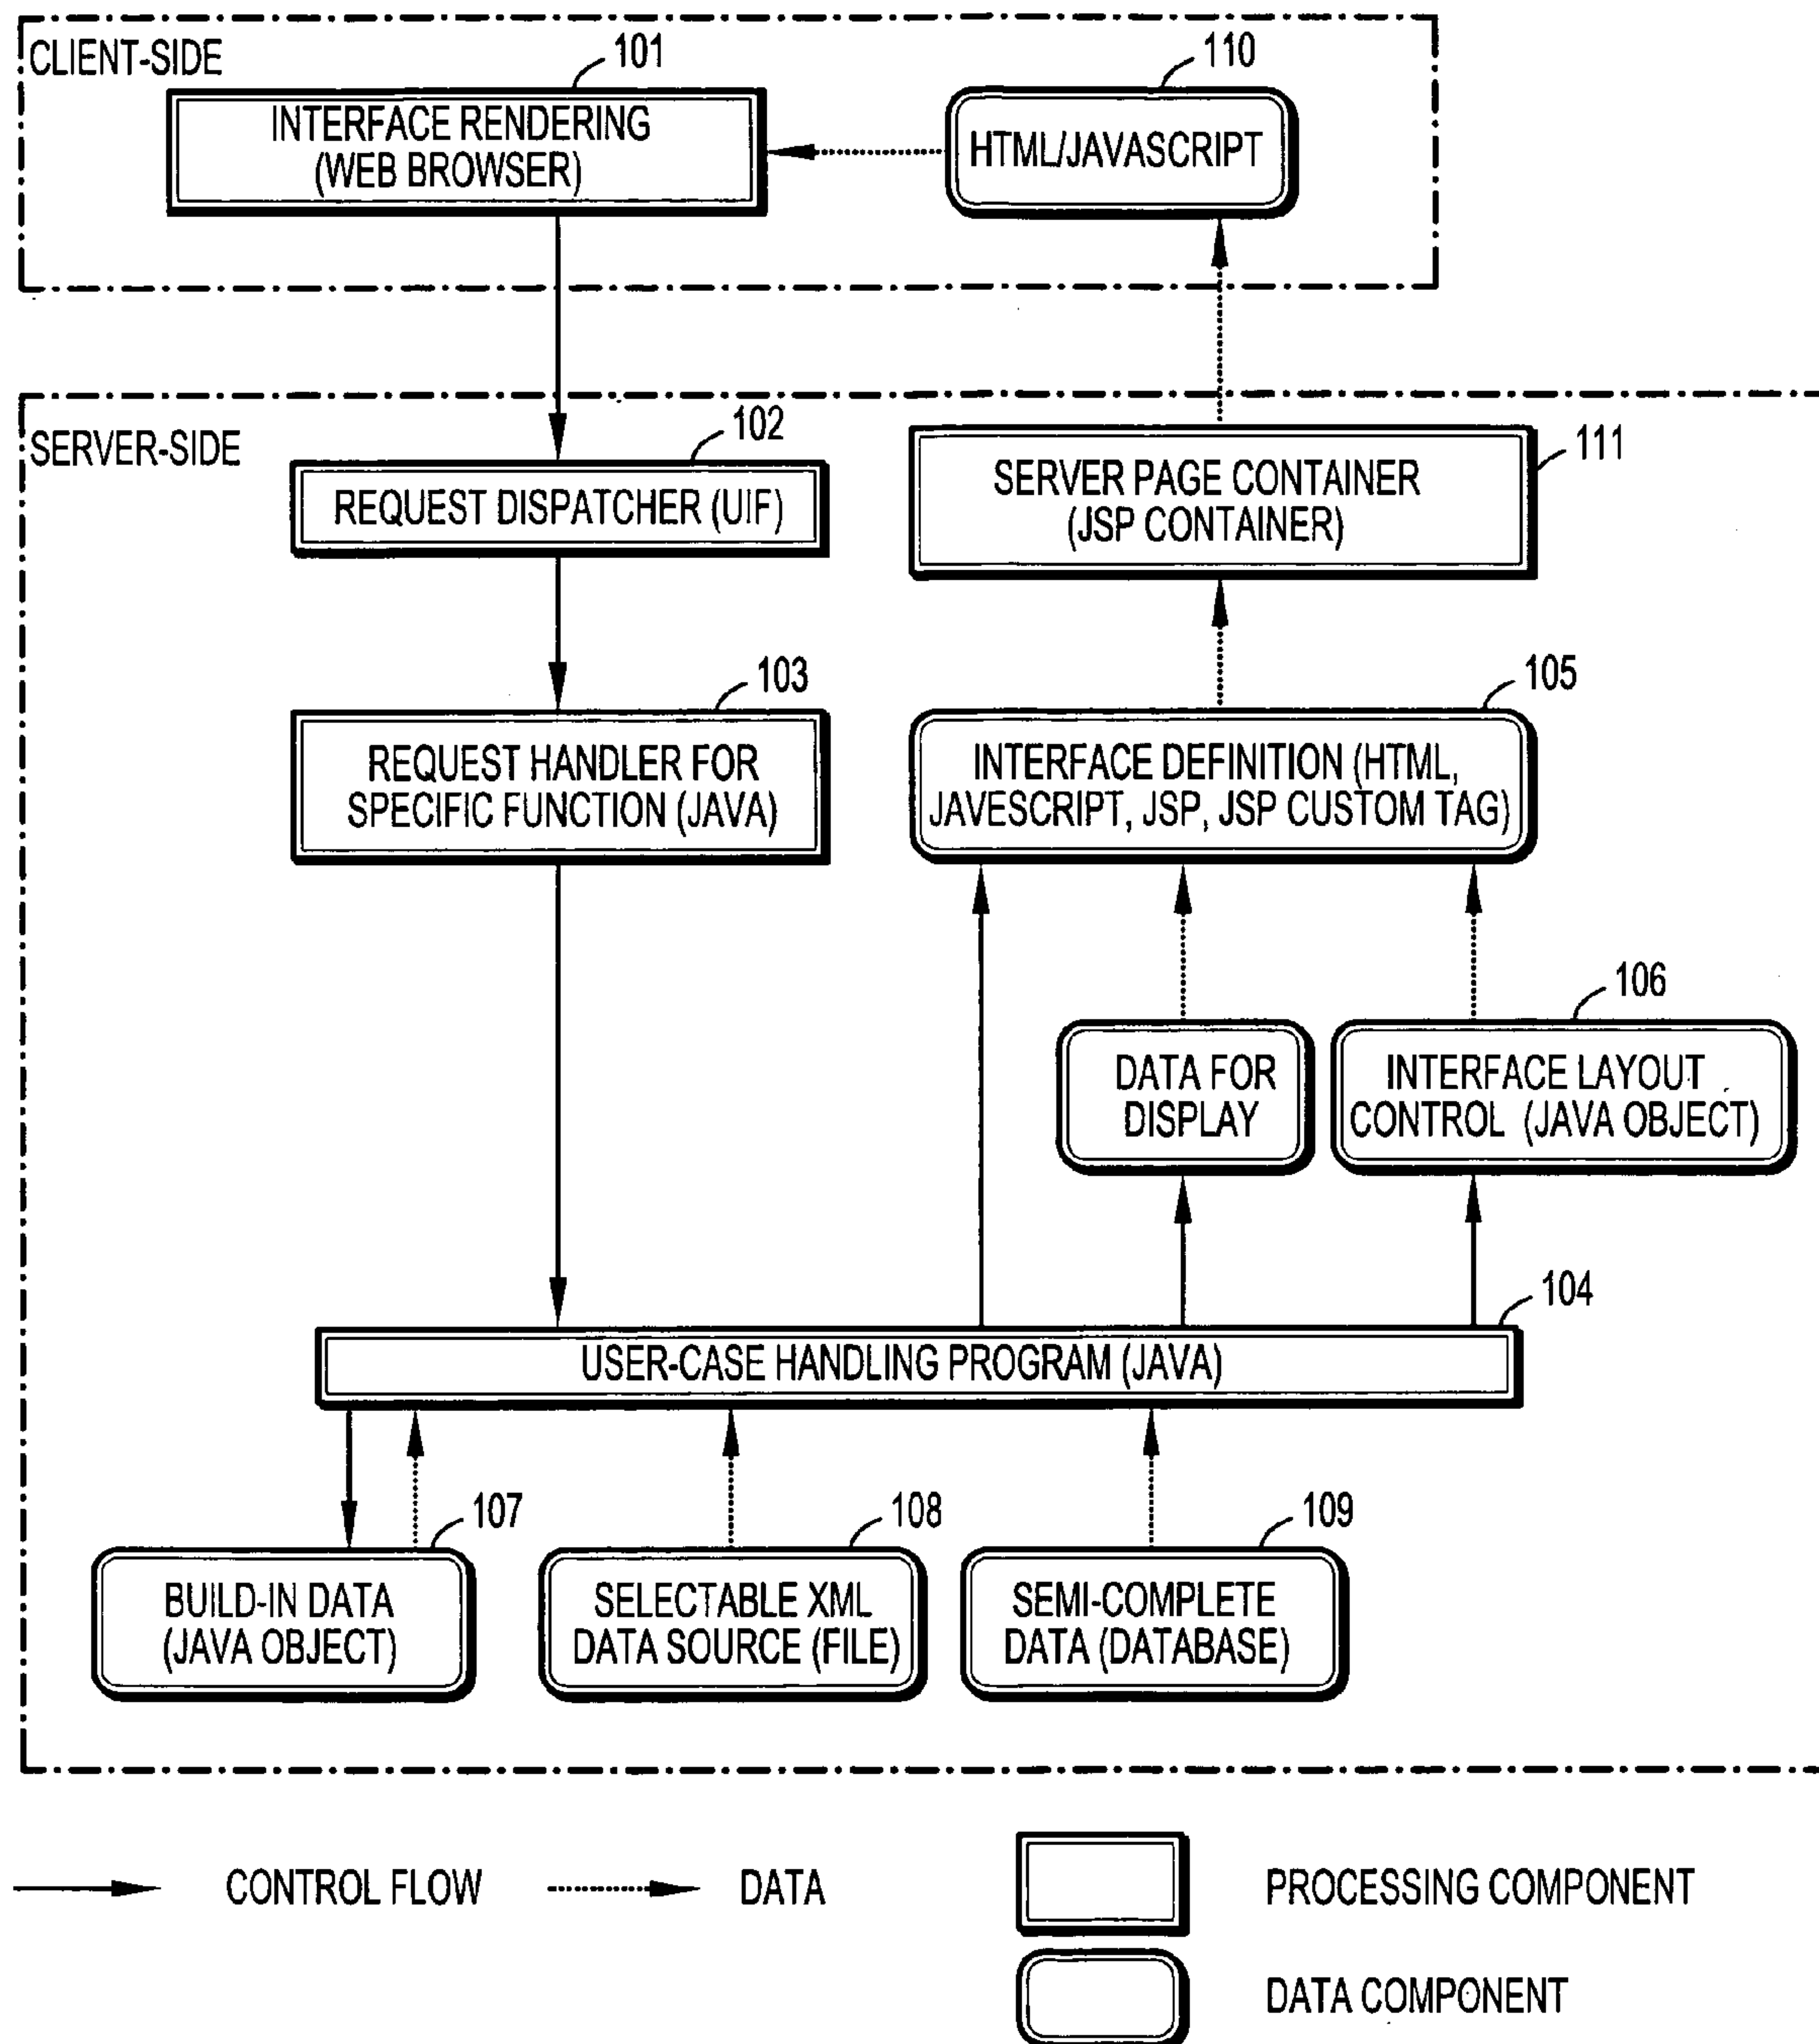 CLIENT-SIDE
101
INTERFACE RENDERING
(WEB BROWSER)
110
HTML/JAVASCRIPT
SERVER-SIDE
102
REQUEST DISPATCHER (UIF)
111
SERVER PAGE CONTAINER
(JSP CONTAINER)
103
REQUEST HANDLER FOR
SPECIFIC FUNCTION (JAVA)
105
INTERFACE DEFINITION (HTML,
JAVESCRIPT, JSP, JSP CUSTOM TAG)
DATA FOR
DISPLAY
106
INTERFACE LAYOUT
CONTROL (JAVA OBJECT)
104
USER-CASE HANDLING PROGRAM (JAVA)
107
BUILD-IN DATA
(JAVA OBJECT)
108
SELECTABLE XML
DATA SOURCE (FILE)
109
SEMI-COMPLETE
DATA (DATABASE)
CONTROL FLOW
DATA
PROCESSING COMPONENT
DATA COMPONENT